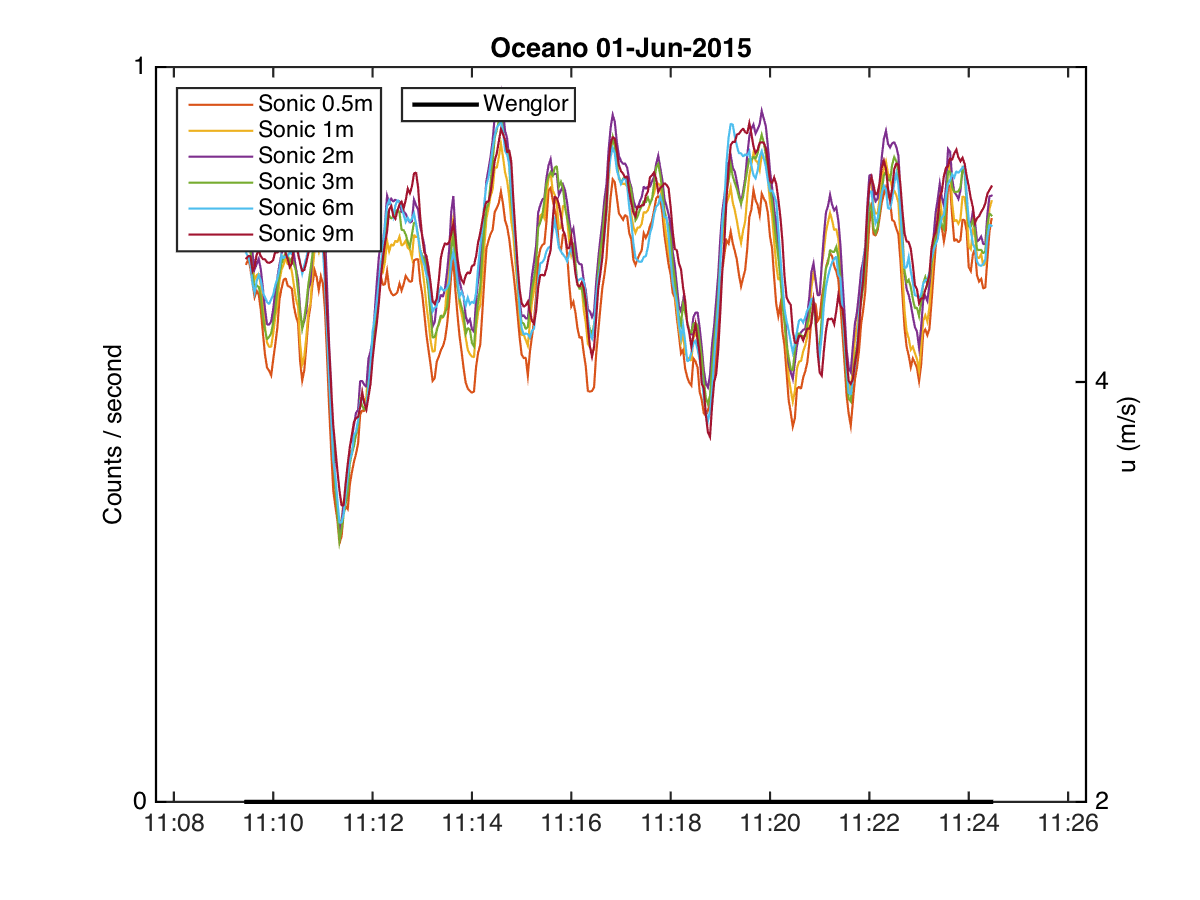 Oceano 01-Jun-2015
1
Sonic 0.5m
Sonic 1m
Sonic 2m
Sonic 3m
Sonic 6m
Sonic 9m
Wenglor
Counts / second
4
u (m/s)
0
2
11:08 11:10 11:12 11:14 11:16 11:18 11:20 11:22 11:24 11:26